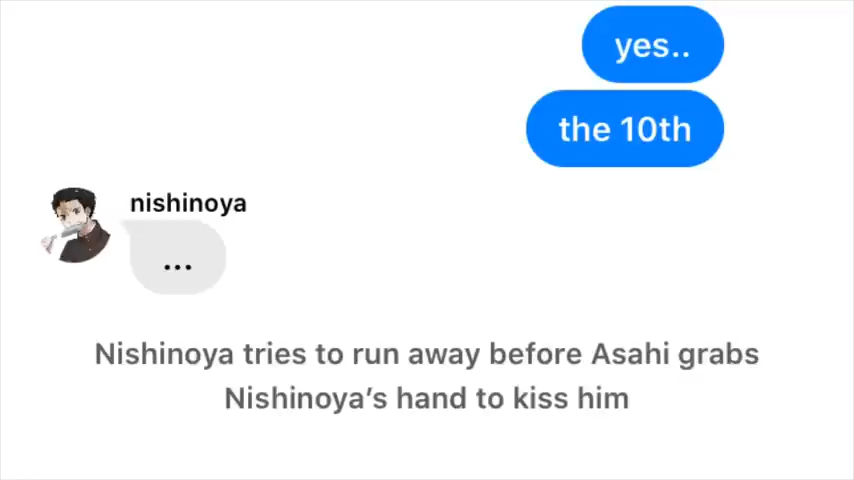 yes..
the 10th
nishinoya
...
Nishinoya tries to run away before Asahi grabs
Nishinoya’s hand to kiss him